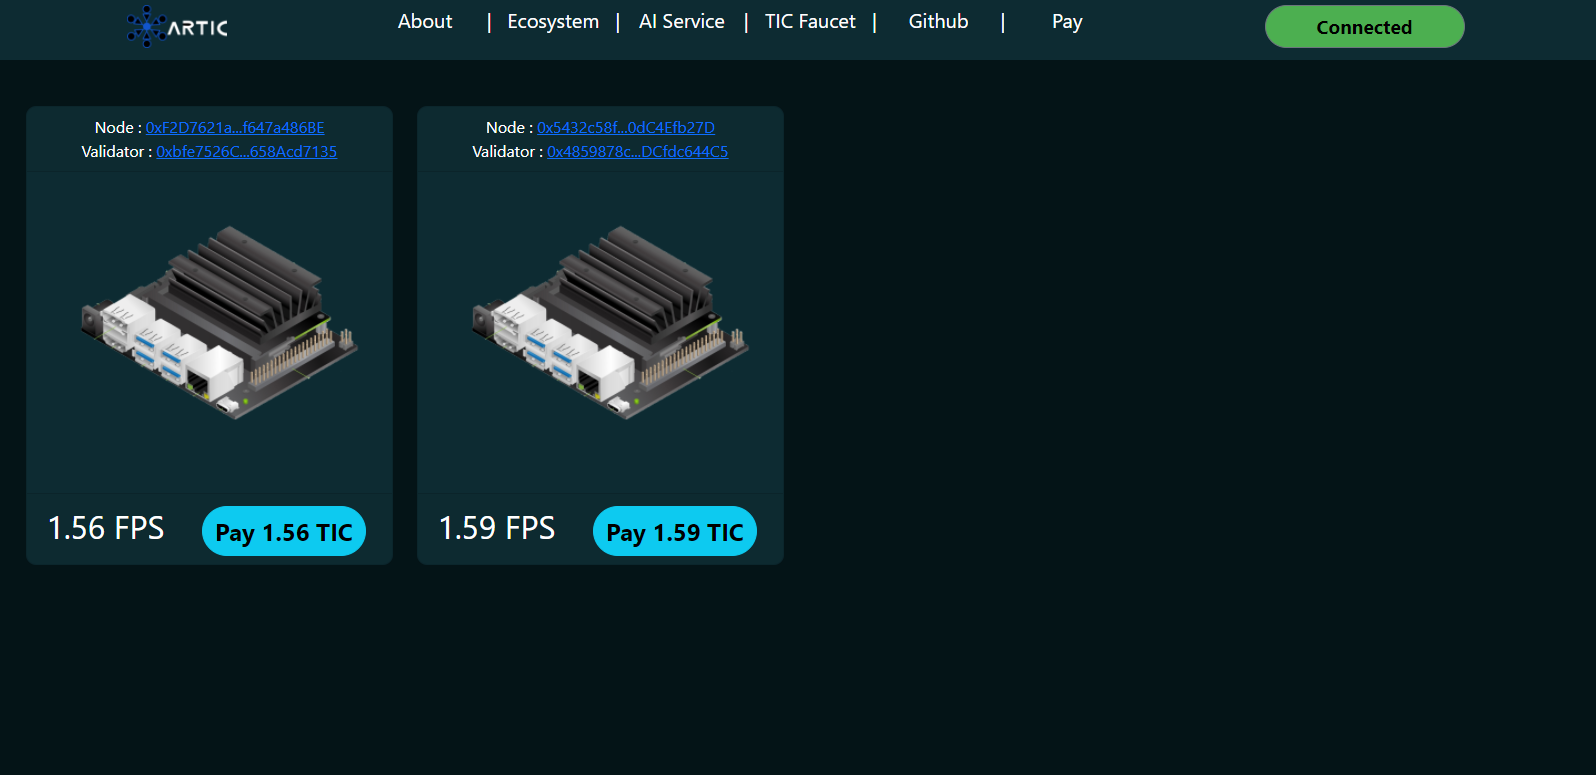 ARTIC
About | Ecosystem | AI Service | TIC Faucet | Github | Pay
Connected
Node : 0xF2D7621a...f647a486BE
Validator : 0xbfe7526C...658Acd7135
1.56 FPS
Pay 1.56 TIC
Node : 0x5432c58f...0dC4Efb27D
Validator : 0x4859878c...DCfdc644C5
1.59 FPS
Pay 1.59 TIC